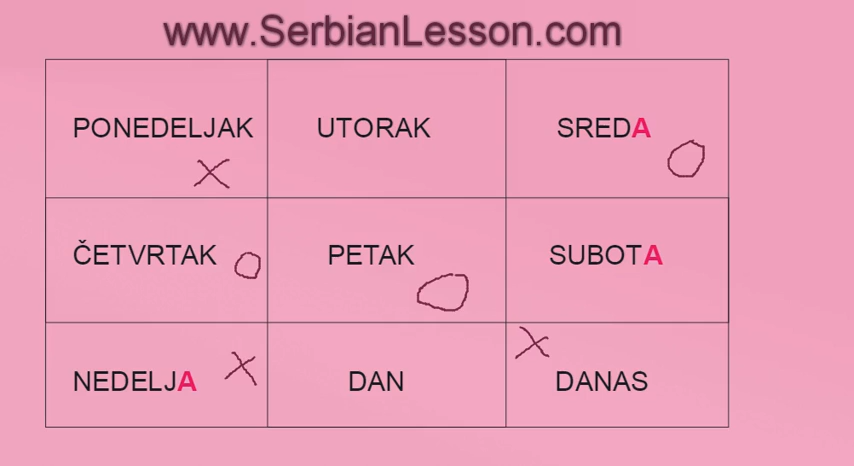 www.SerbianLesson.com
PONEDELJAK UTORAK SREDA
ČETVRTAK PETAK SUBOTA
NEDELJA DAN DANAS